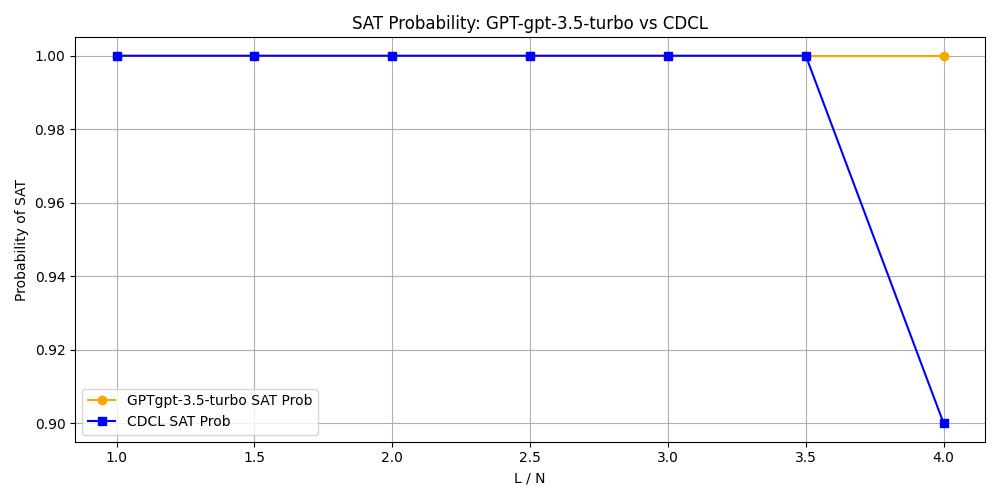 SAT Probability: GPT-gpt-3.5-turbo vs CDCL
Probability of SAT
1.00
0.98
0.96
0.94
0.92
0.90
GPTgpt-3.5-turbo SAT Prob
CDCL SAT Prob
1.0 1.5 2.0 2.5 3.0 3.5 4.0
L / N